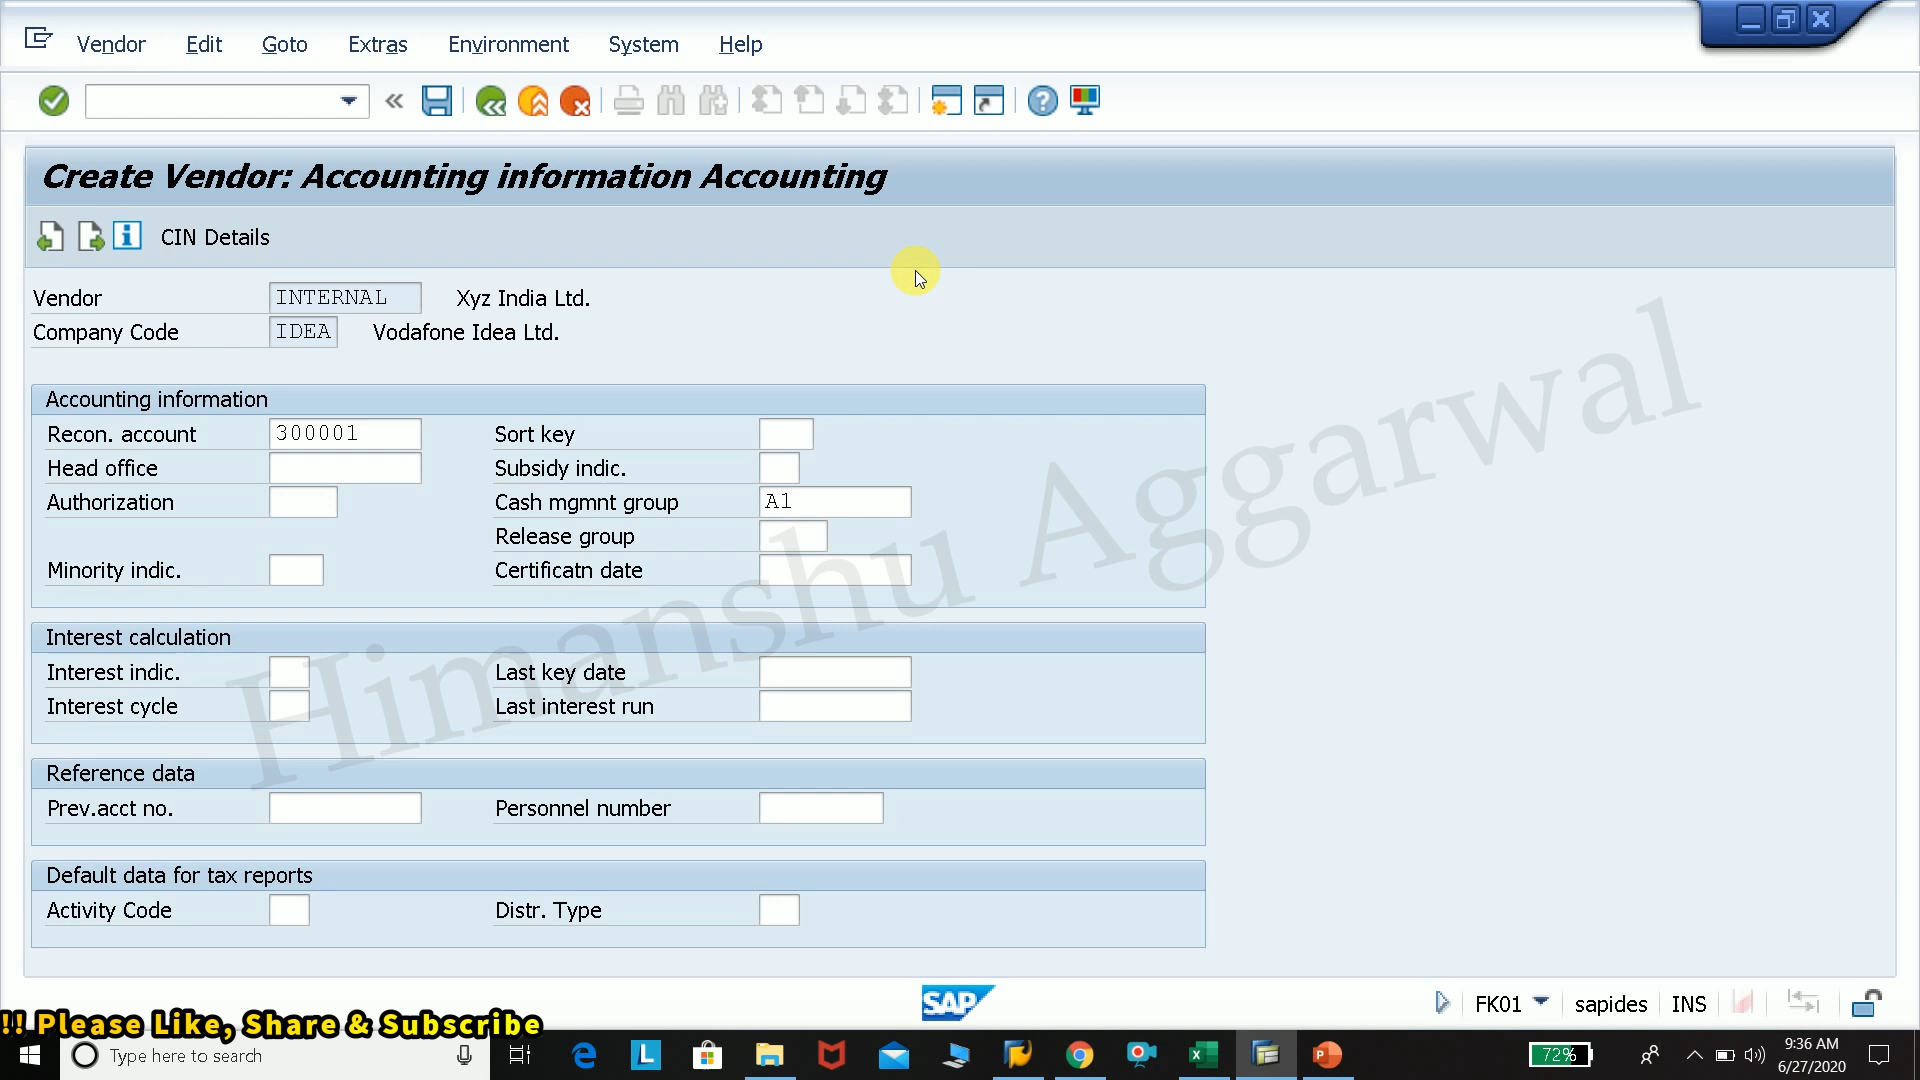 Vendor Edit Goto Extras Environment System Help
Create Vendor: Accounting information Accounting
CIN Details
Vendor INTERNAL Xyz India Ltd.
Company Code IDEA Vodafone Idea Ltd.
Accounting information
Recon. account 300001 Sort key
Head office Subsidy indic.
Authorization Cash mgmnt group A1
Release group
Minority indic. Certificatn date
Interest calculation
Interest indic. Last key date
Interest cycle Last interest run
Reference data
Prev.acct no. Personnel number
Default data for tax reports
Activity Code Distr. Type
Himanshu Aggarwal
SAP FK01 sapides INS
!! Please Like, Share & Subscribe
Type here to search 72% 9:36 AM
6/27/2020